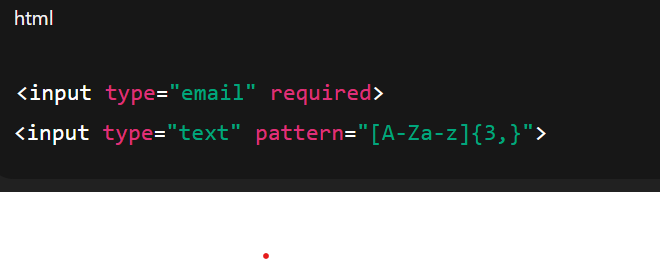 html
<input type="email" required>
<input type="text" pattern="[A-Za-z]{3,}">